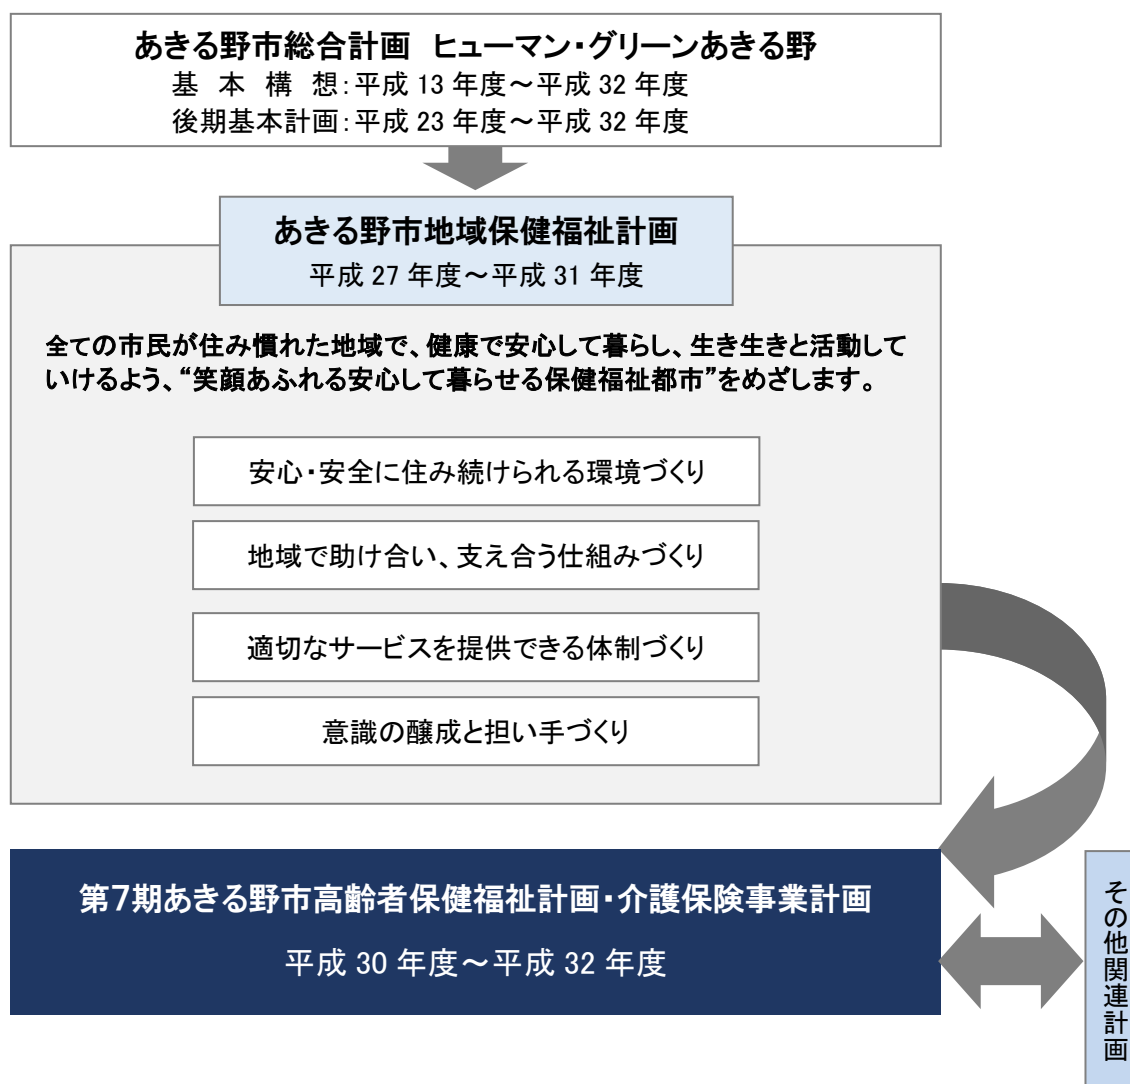 あきる野市総合計画　ヒューマン・グリーンあきる野
基　本　構　想：平成 13 年度～平成 32 年度
後期基本計画：平成 23 年度～平成 32 年度
あきる野市地域保健福祉計画
平成 27 年度～平成 31 年度
全ての市民が住み慣れた地域で、健康で安心して暮らし、生き生きと活動して
いけるよう、“笑顔あふれる安心して暮らせる保健福祉都市”をめざします。
安心・安全に住み続けられる環境づくり
地域で助け合い、支え合う仕組みづくり
適切なサービスを提供できる体制づくり
意識の醸成と担い手づくり
第７期あきる野市高齢者保健福祉計画・介護保険事業計画
平成 30 年度～平成 32 年度
その他関連計画